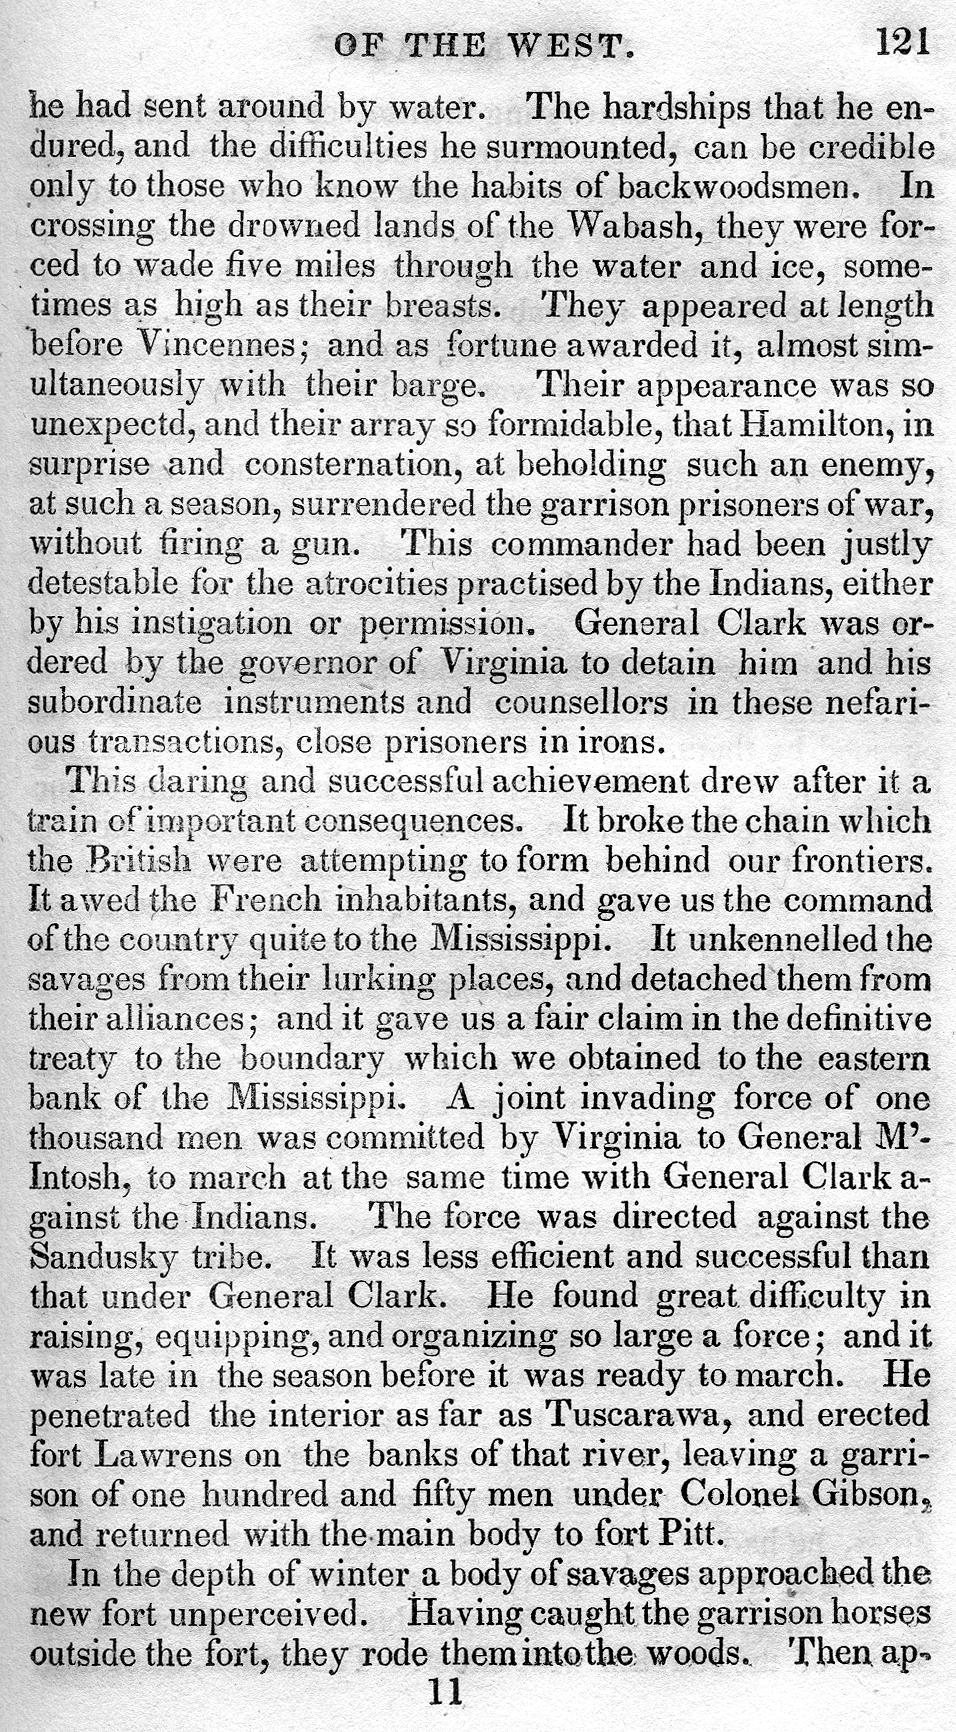 OF THE WEST. 121
he had sent around by water. The hardships that he en-
dured, and the difficulties he surmounted, can be credible
only to those who know the habits of backwoodsmen. In
crossing the drowned lands of the Wabash, they were for-
ced to wade five miles through the water and ice, some-
times as high as their breasts. They appeared at length
before Vincennes; and as fortune awarded it, almost sim-
ultaneously with their barge. Their appearance was so
unexpectd, and their array so formidable, that Hamilton, in
surprise and consternation, at beholding such an enemy,
at such a season, surrendered the garrison prisoners of war,
without firing a gun. This commander had been justly
detestable for the atrocities practised by the Indians, either
by his instigation or permission. General Clark was or-
dered by the governor of Virginia to detain him and his
subordinate instruments and counsellors in these nefari-
ous transactions, close prisoners in irons.
This daring and successful achievement drew after it a
train of important consequences. It broke the chain which
the British were attempting to form behind our frontiers.
It awed the French inhabitants, and gave us the command
of the country quite to the Mississippi. It unkennelled the
savages from their lurking places, and detached them from
their alliances; and it gave us a fair claim in the definitive
treaty to the boundary which we obtained to the eastern
bank of the Mississippi. A joint invading force of one
thousand men was committed by Virginia to General M'-
Intosh, to march at the same time with General Clark a-
gainst the Indians. The force was directed against the
Sandusky tribe. It was less efficient and successful than
that under General Clark. He found great difficulty in
raising, equipping, and organizing so large a force; and it
was late in the season before it was ready to march. He
penetrated the interior as far as Tuscarawa, and erected
fort Lawrens on the banks of that river, leaving a garri-
son of one hundred and fifty men under Colonel Gibson,
and returned with the main body to fort Pitt.
In the depth of winter a body of savages approached the
new fort unperceived. Having caught the garrison horses
outside the fort, they rode them into the woods. Then ap-
11